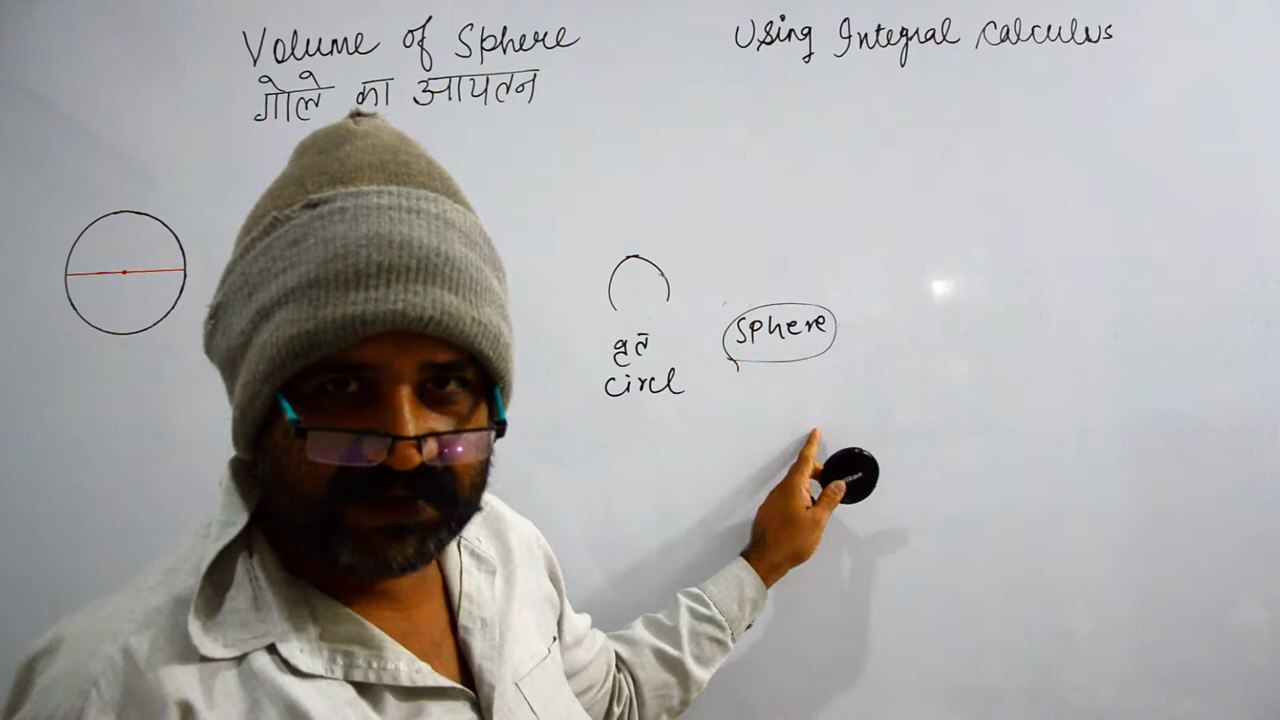 Volume of Sphere
गोले का आयतन
Using Integral Calculus
Sphere
वृत
Circl